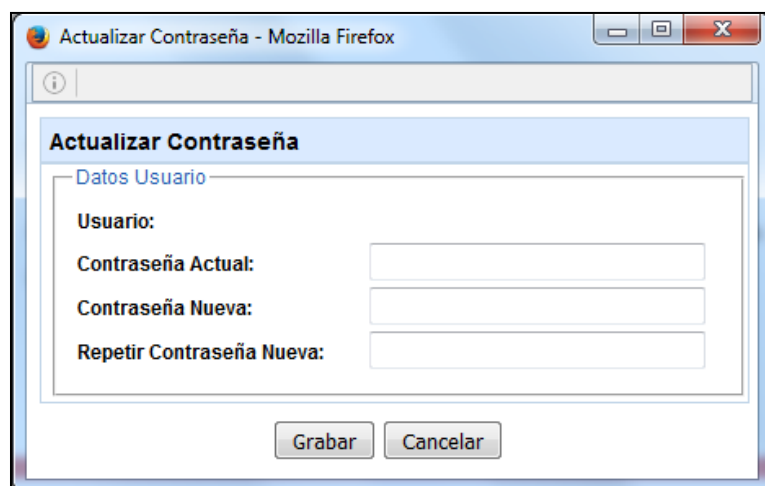 Actualizar Contraseña - Mozilla Firefox
Actualizar Contraseña
Datos Usuario
Usuario:
Contraseña Actual:
Contraseña Nueva:
Repetir Contraseña Nueva:
Grabar Cancelar